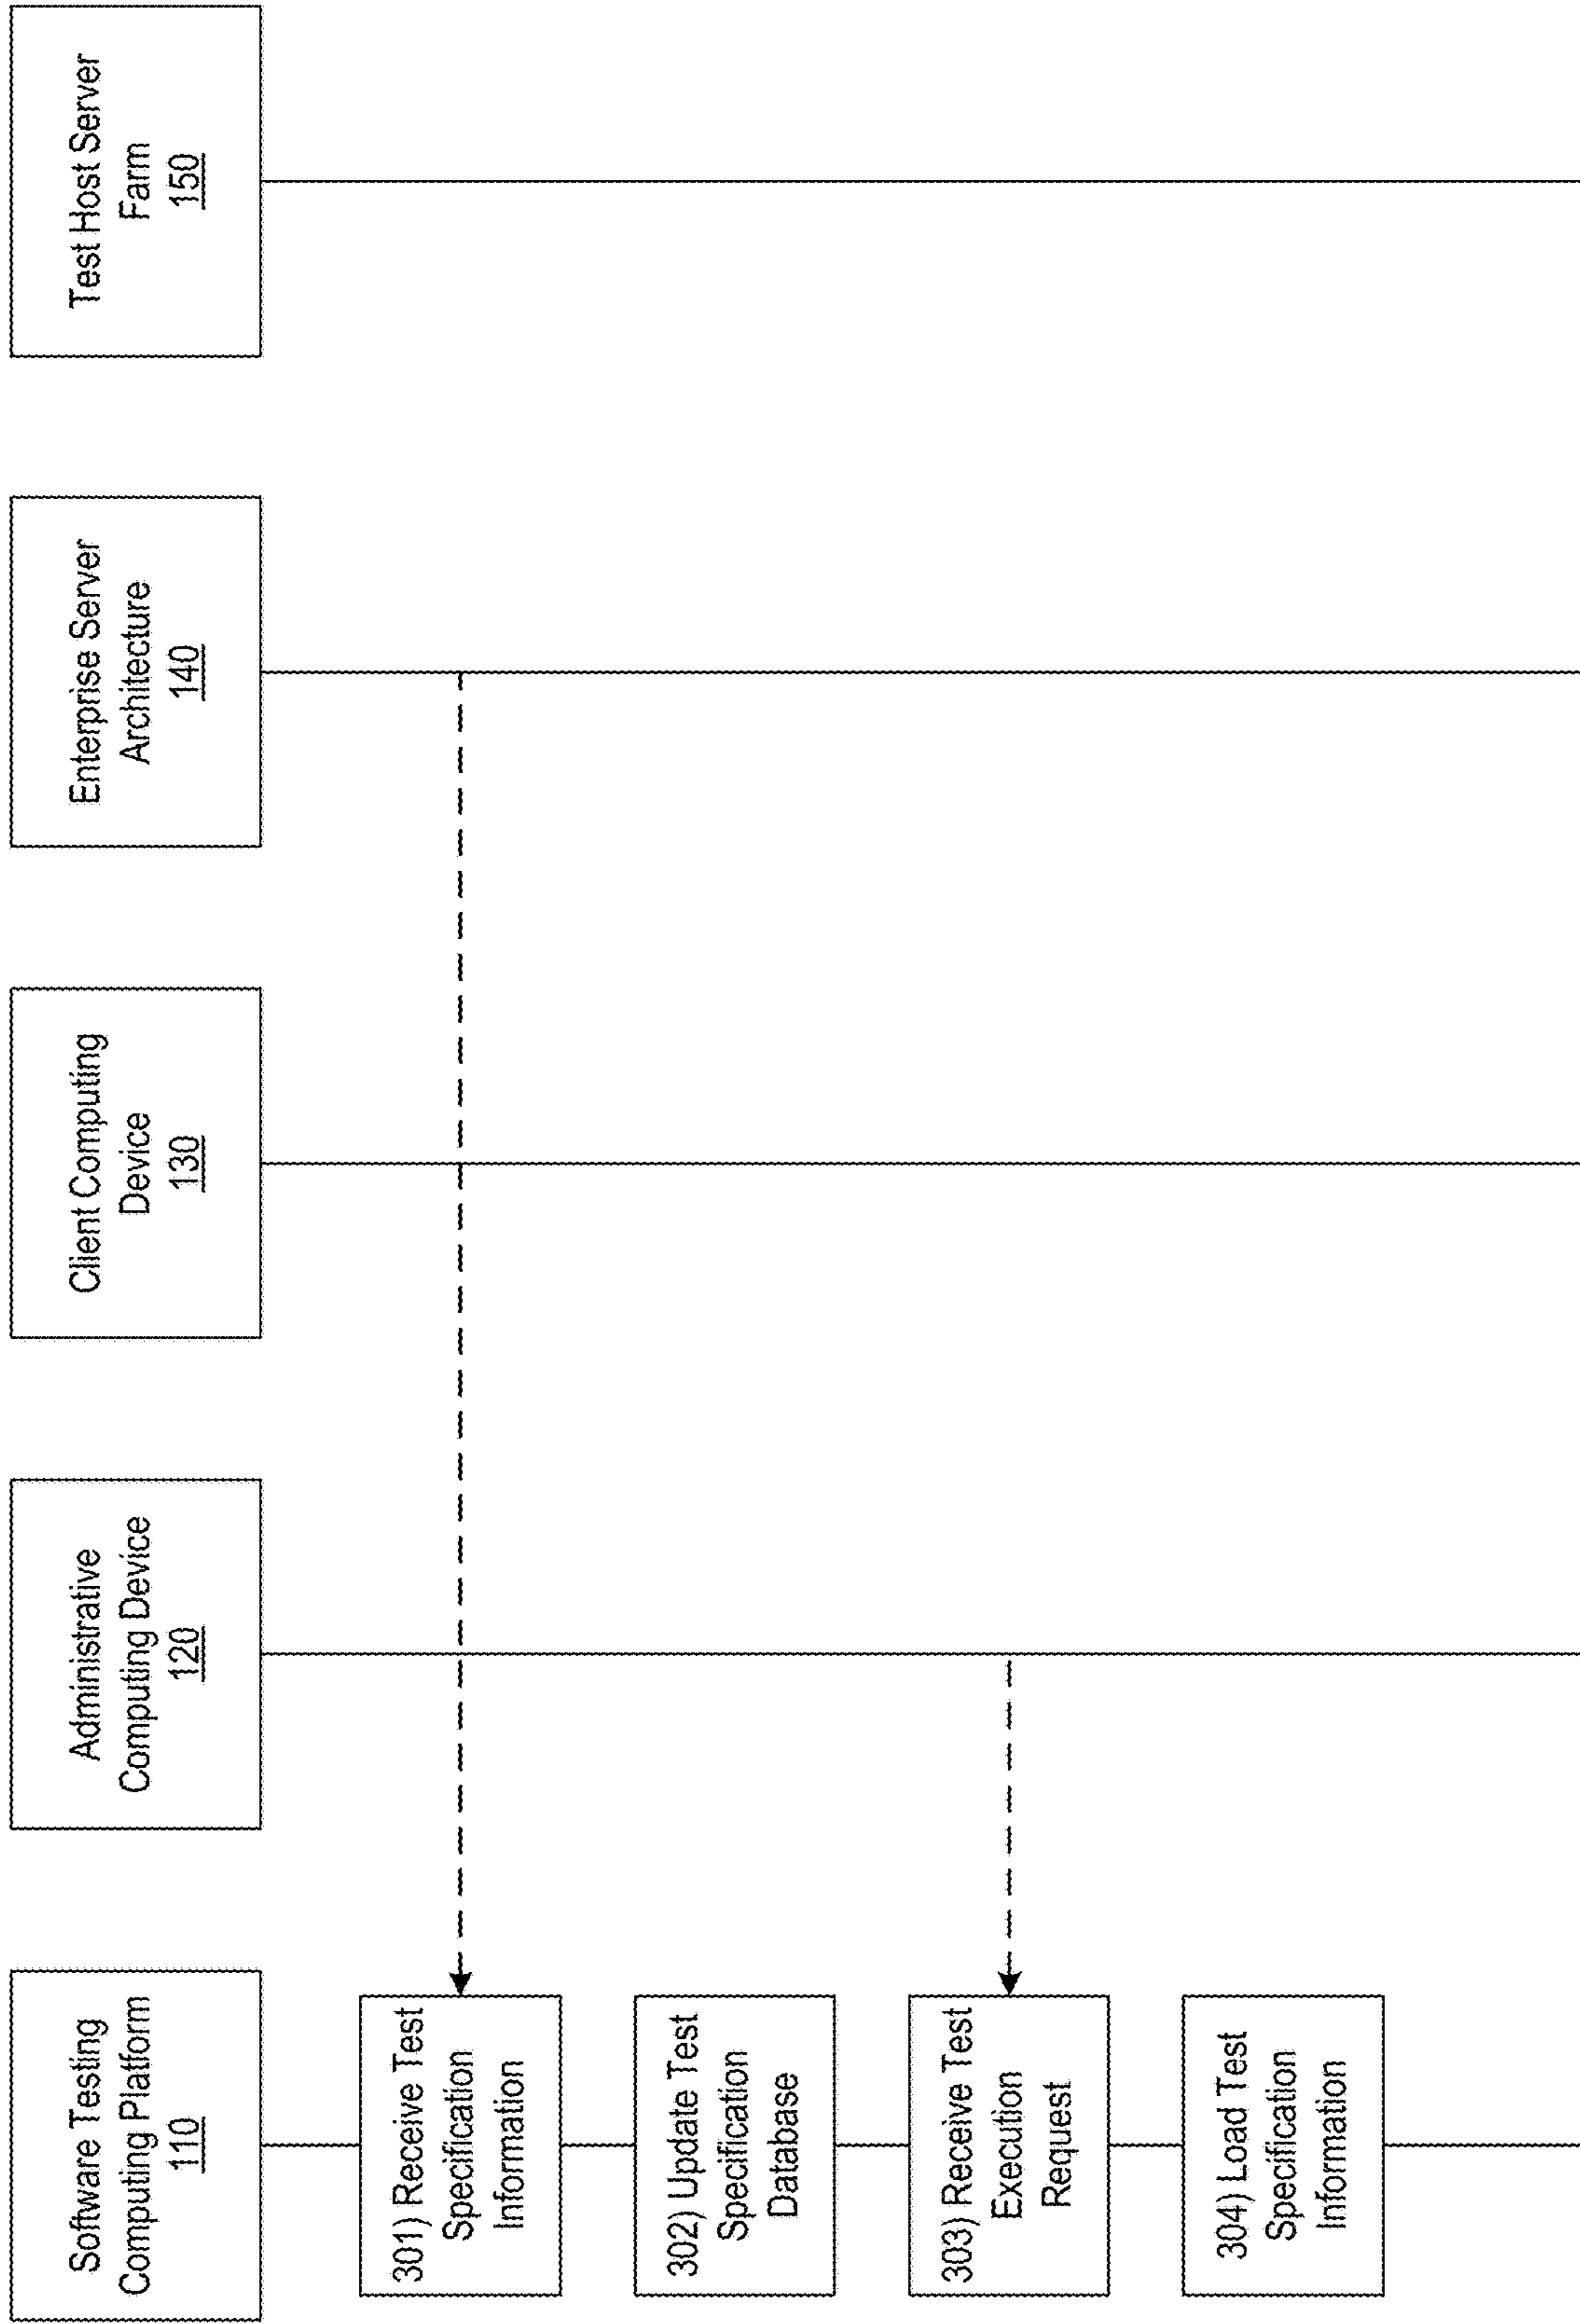 Software Testing
Computing Platform
110
Administrative
Computing Device
120
Client Computing
Device
130
Enterprise Server
Architecture
140
Test Host Server
Farm
150
301) Receive Test
Specification
Information
302) Update Test
Specification
Database
303) Receive Test
Execution
Request
304) Load Test
Specification
Information